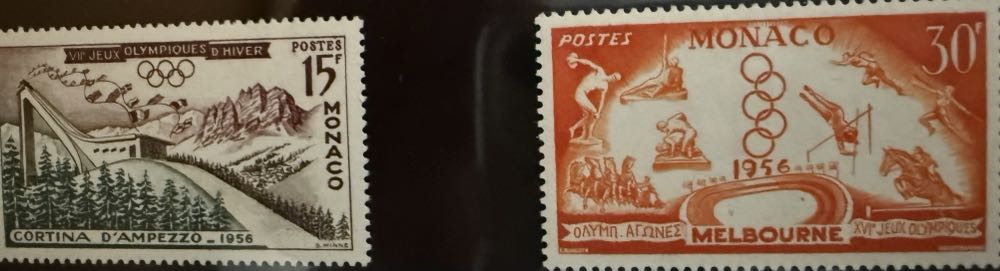 VIIᵉ JEUX OLYMPIQUES D'HIVER
POSTES
15F
MONACO
CORTINA D'AMPEZZO - 1956
S. MINNE
POSTES
MONACO
30F
1956
ΟΛΥΜΠ. ΑΓΩΝΕΣ
MELBOURNE
XVIᵉ JEUX OLYMPIQUES